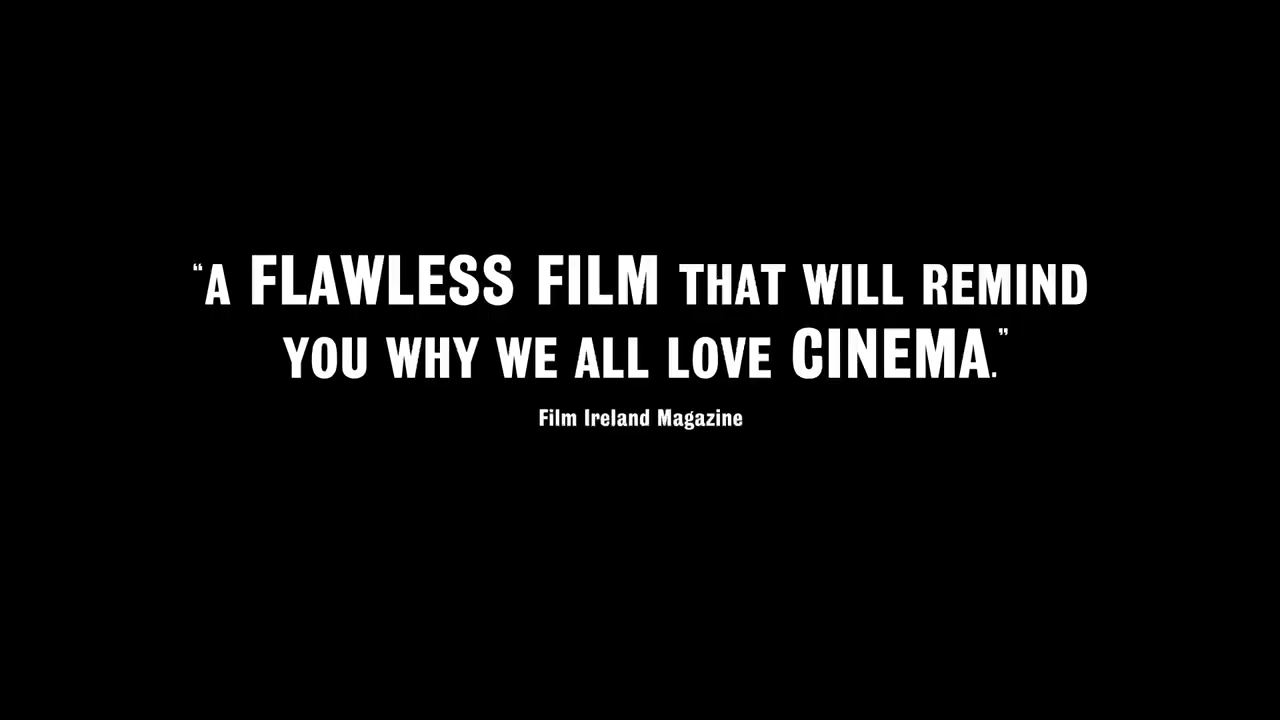 “A FLAWLESS FILM THAT WILL REMIND
YOU WHY WE ALL LOVE CINEMA.”
Film Ireland Magazine